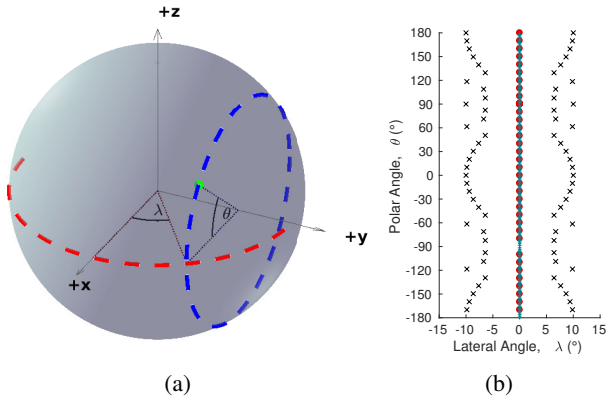 +z
λ
θ
+y
+x
(a)
Polar Angle, θ (°)
180
150
120
90
60
30
0
-30
-60
-90
-120
-150
-180
-15 -10 -5 0 5 10 15
Lateral Angle, λ (°)
(b)